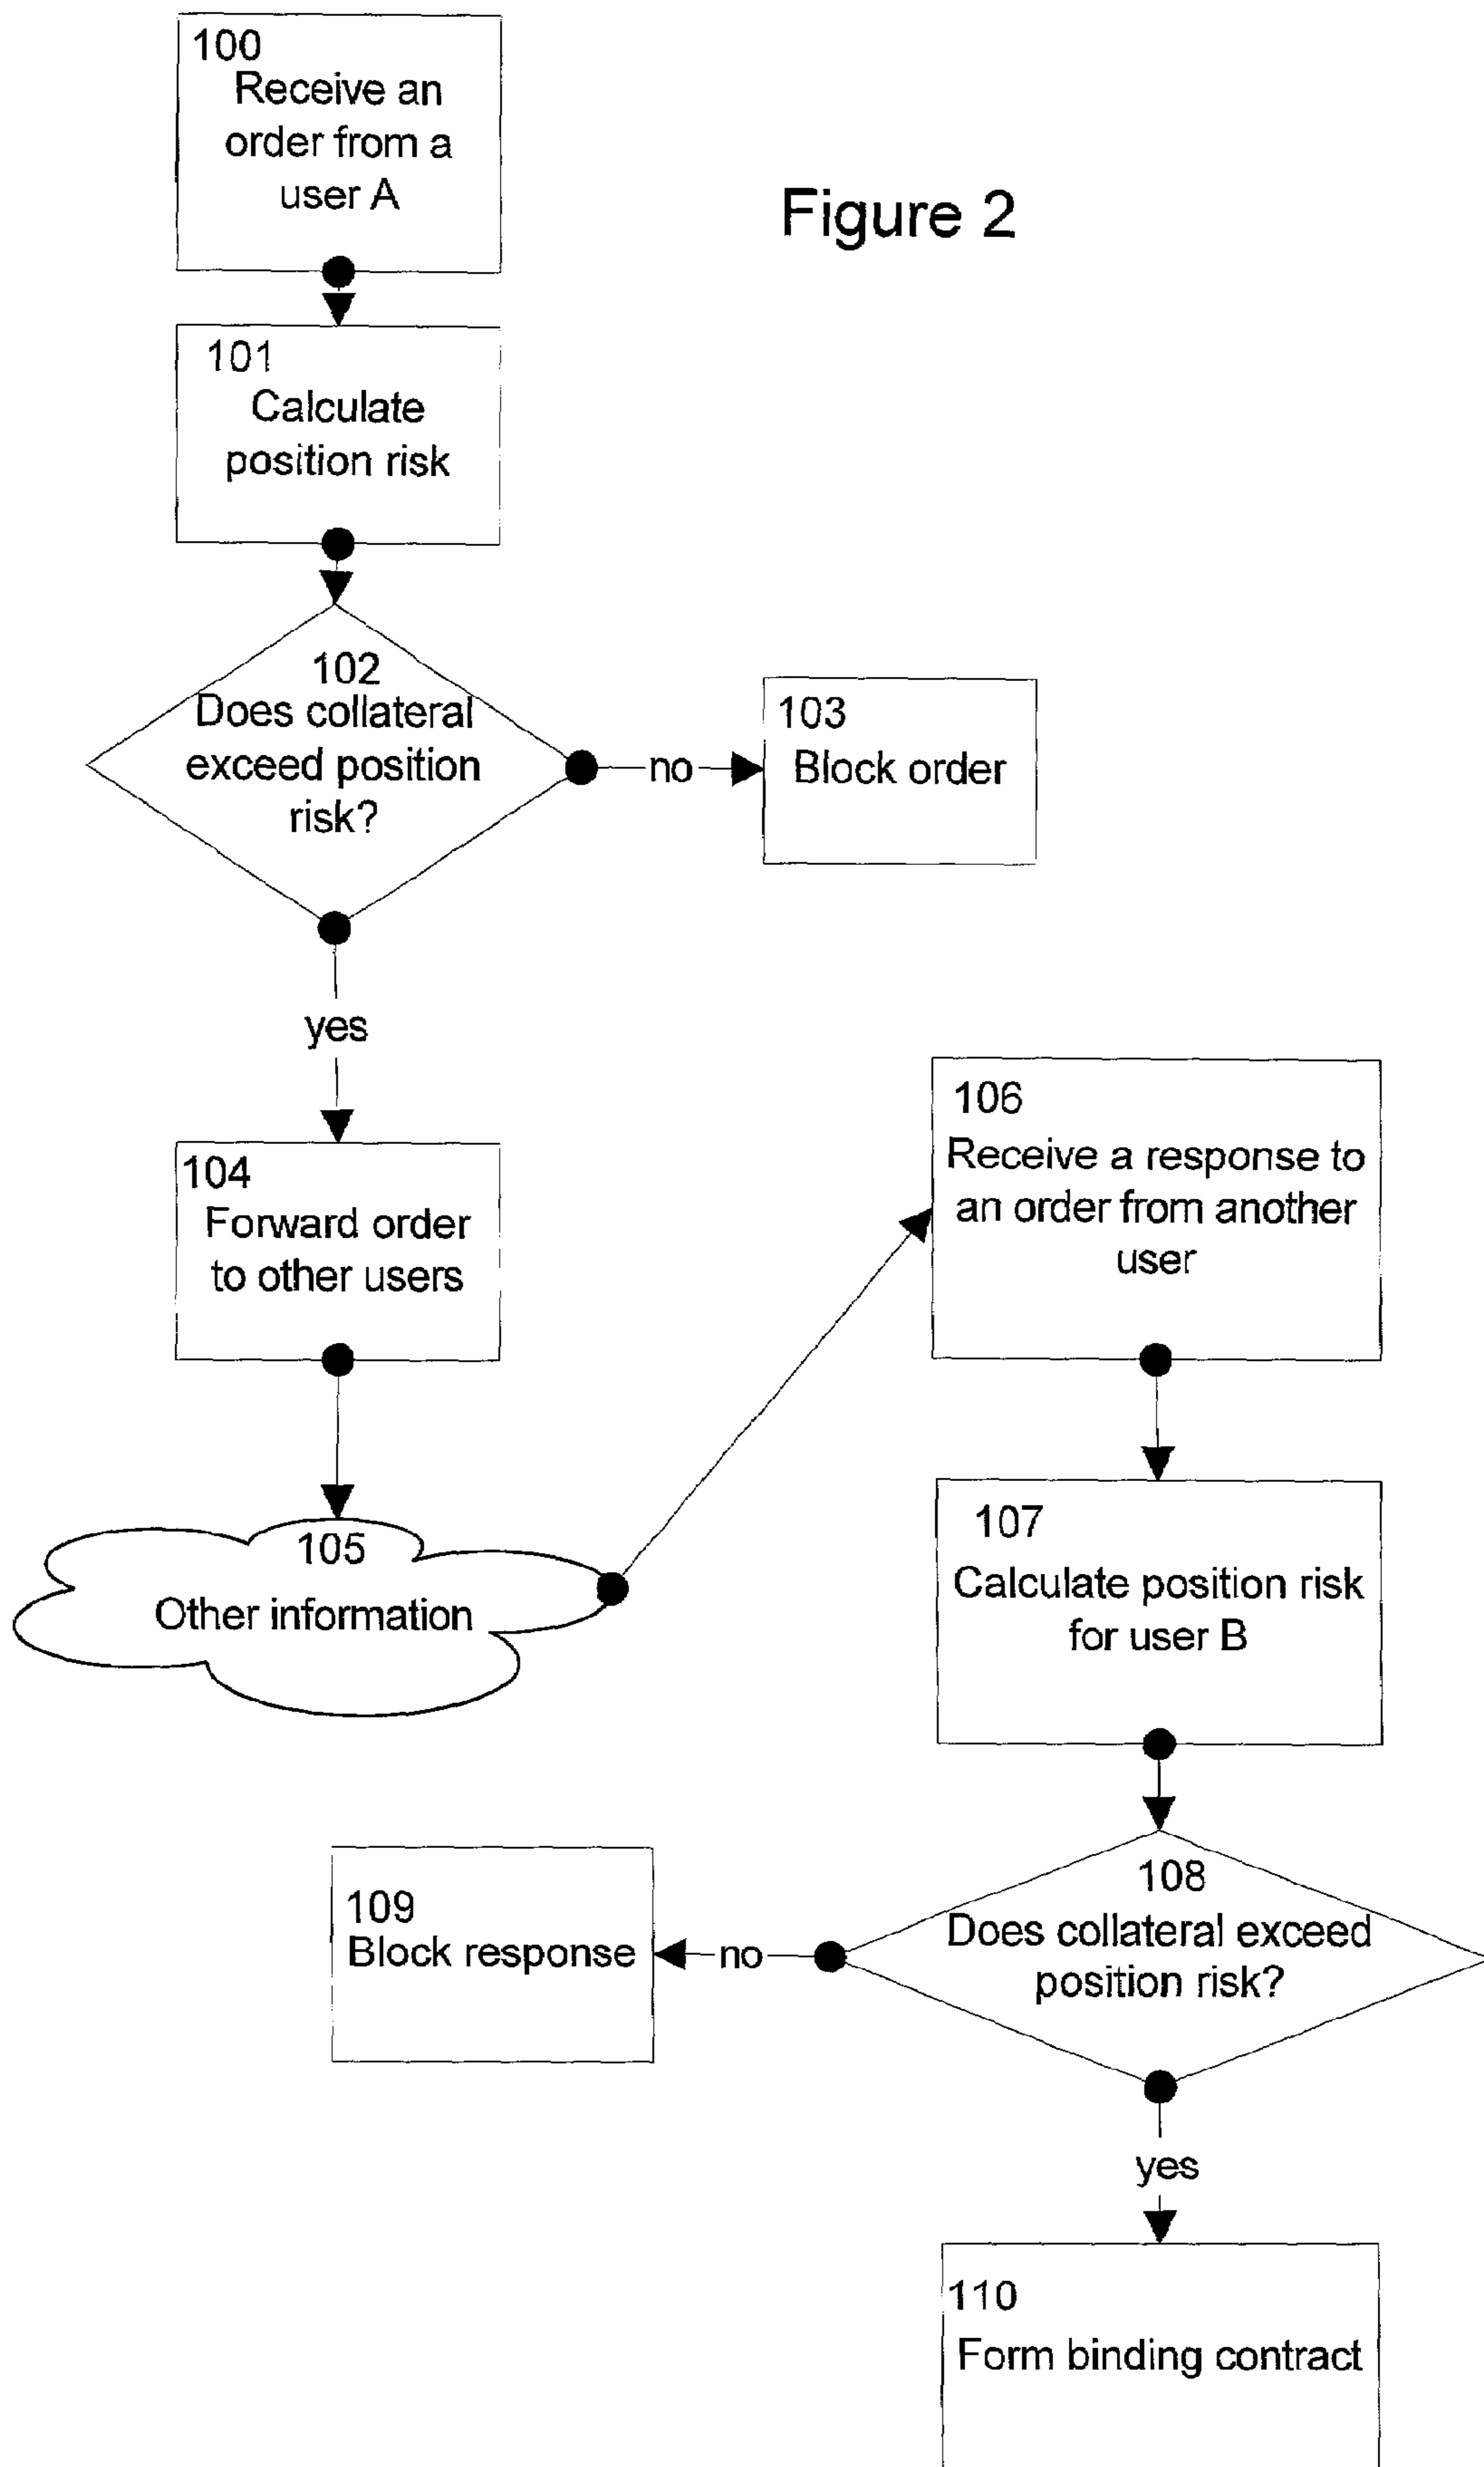 100
Receive an
order from a
user A
Figure 2
101
Calculate
position risk
102
Does collateral
exceed position
risk?
no
103
Block order
yes
104
Forward order
to other users
105
Other information
106
Receive a response to
an order from another
user
107
Calculate position risk
for user B
108
Does collateral exceed
position risk?
no
109
Block response
yes
110
Form binding contract